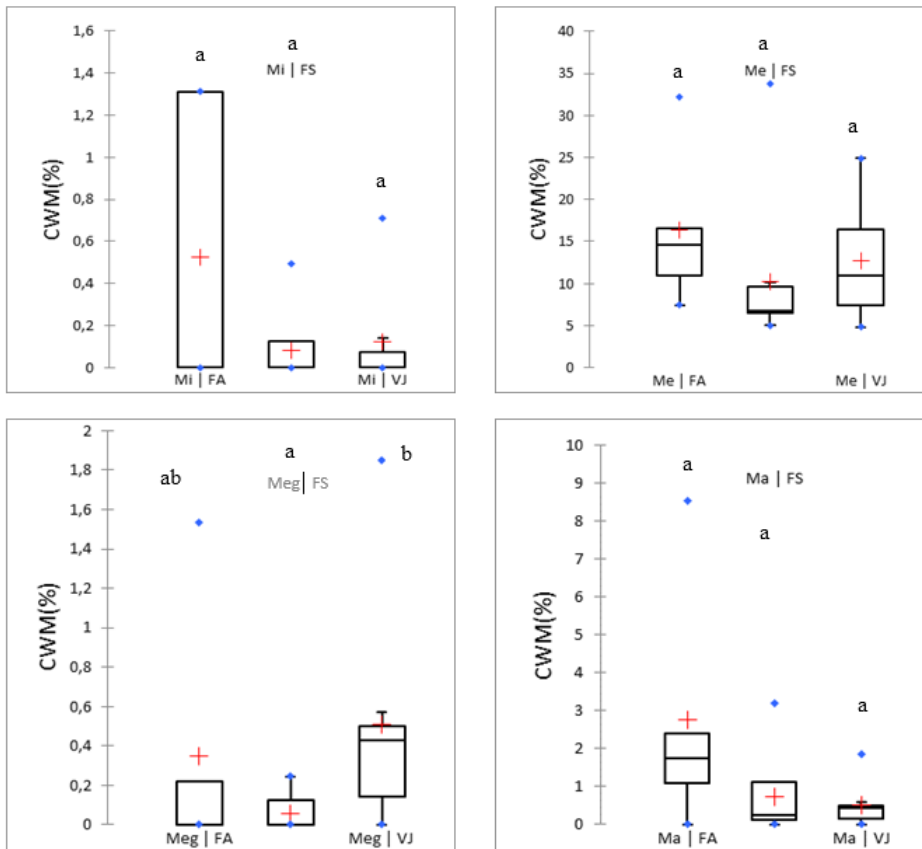 1,6
1,4
1,2
1
0,8
0,6
0,4
0,2
0
CWM(%)
a
a
Mi | FS
a
Mi | FA
Mi | VJ
40
35
30
25
20
15
10
5
0
CWM(%)
a
a
Me | FS
a
Me | FA
Me | VJ
2
1,8
1,6
1,4
1,2
1
0,8
0,6
0,4
0,2
0
CWM(%)
ab
a
Meg| FS
b
Meg | FA
Meg | VJ
10
9
8
7
6
5
4
3
2
1
0
CWM(%)
a
Ma | FS
a
a
Ma | FA
Ma | VJ